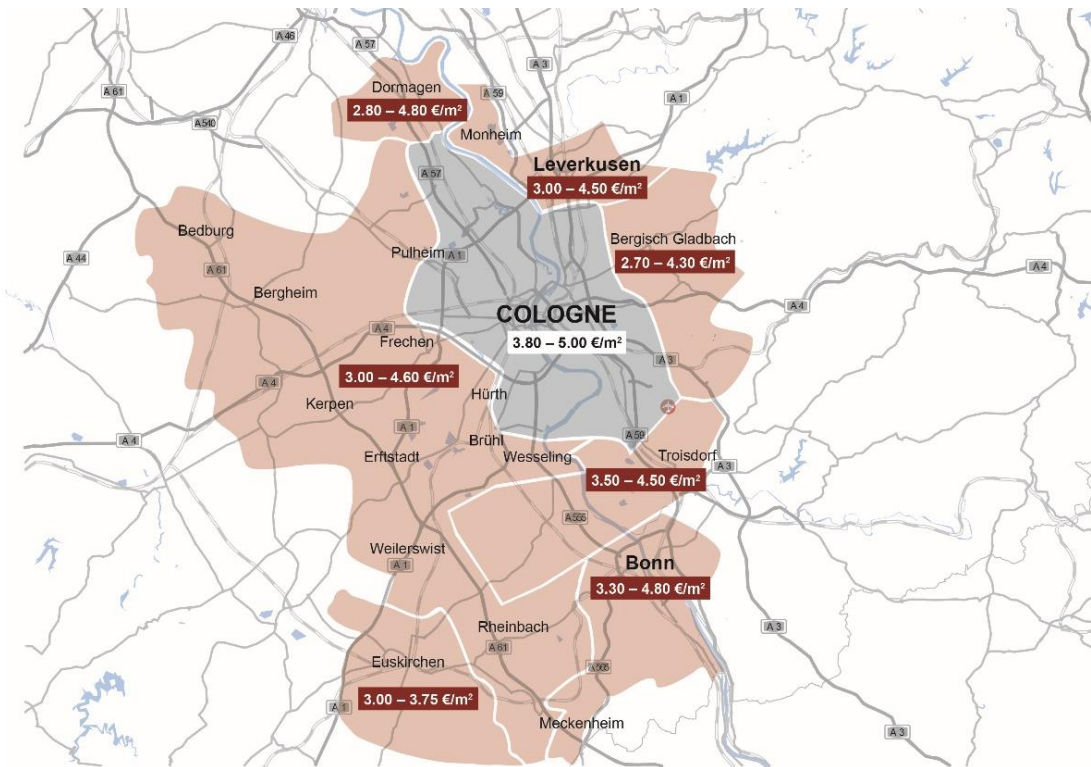 A 46
A 57
A 3
A 61
Dormagen
A 59
A 1
2.80 – 4.80 €/m²
A 540
Monheim
Leverkusen
A 57
3.00 – 4.50 €/m²
Bedburg
Bergisch Gladbach
Pulheim
A 1
A 44
A 61
2.70 – 4.30 €/m²
A 4
Bergheim
A 4
COLOGNE
A 4
Frechen
3.80 – 5.00 €/m²
A 3
3.00 – 4.60 €/m²
A 4
Hürth
Kerpen
A 1
A 59
A 4
Brühl
Erftstadt
Wesseling
Troisdorf
A 3
3.50 – 4.50 €/m²
A 555
Weilerswist
A 1
Bonn
3.30 – 4.80 €/m²
Rheinbach
A 3
A 61
Euskirchen
A 565
3.00 – 3.75 €/m²
A 1
Meckenheim
A 3